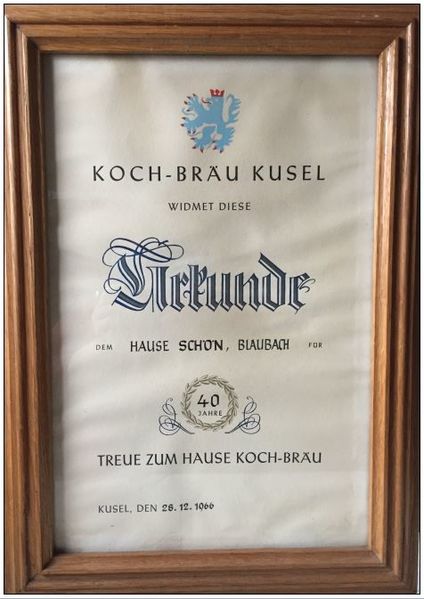 KOCH-BRÄU KUSEL
WIDMET DIESE
Urkunde
DEM HAUSE SCHÖN, BLAUBACH FÜR
40
JAHRE
TREUE ZUM HAUSE KOCH-BRÄU
KUSEL, DEN 28.12.1966